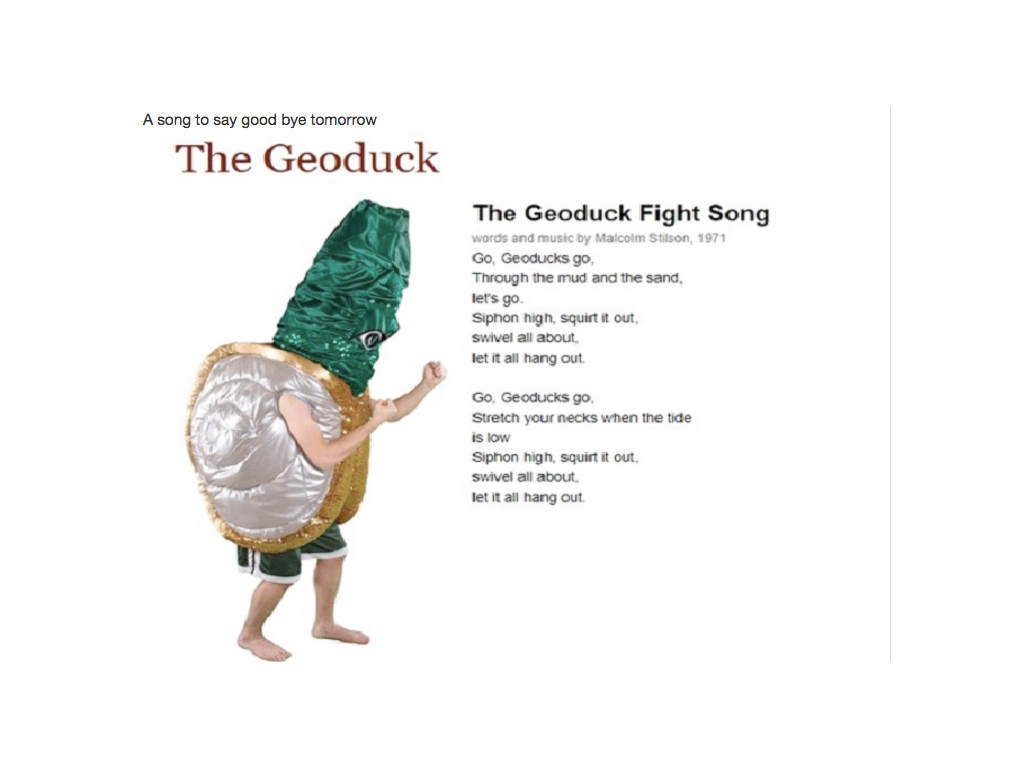 A song to say good bye tomorrow
The Geoduck
The Geoduck Fight Song
words and music by Malcolm Stilson, 1971
Go, Geoducks go,
Through the mud and the sand,
let's go.
Siphon high, squirt it out,
swivel all about,
let it all hang out.
Go, Geoducks go,
Stretch your necks when the tide
is low
Siphon high, squirt it out,
swivel all about,
let it all hang out.